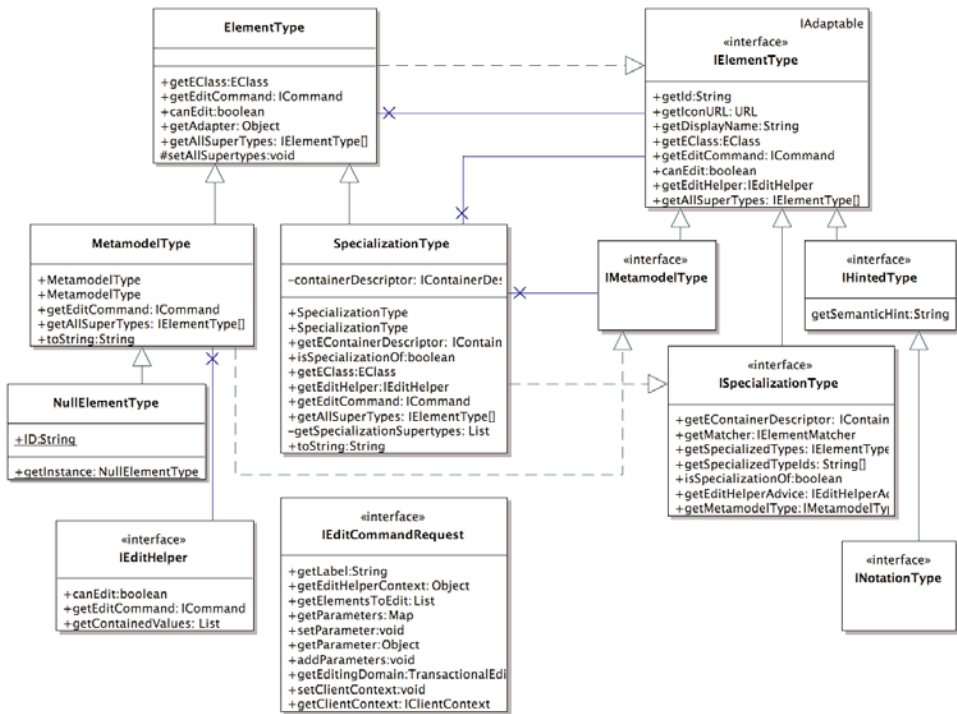 ElementType
+getEClass:EClass
+getEditCommand: ICommand
+canEdit:boolean
+getAdapter: Object
+getAllSuperTypes: IElementType[]
#setAllSupertypes:void
IAdaptable
«interface»
IElementType
+getId:String
+getIconURL: URL
+getDisplayName: String
+getEClass:EClass
+getEditCommand: ICommand
+canEdit:boolean
+getEditHelper:IEditHelper
+getAllSuperTypes: IElementType[]
MetamodelType
+MetamodelType
+MetamodelType
+getEditCommand: ICommand
+getAllSuperTypes: IElementType[]
+toString:String
SpecializationType
-containerDescriptor: IContainerDes
+SpecializationType
+SpecializationType
+getEContainerDescriptor: IContain
+isSpecializationOf:boolean
+getEClass:EClass
+getEditHelper:IEditHelper
+getEditCommand: ICommand
+getAllSuperTypes: IElementType[]
-getSpecializationSupertypes: List
+toString:String
«interface»
IMetamodelType
«interface»
IHintedType
getSemanticHint:String
«interface»
ISpecializationType
+getEContainerDescriptor: IContain
+getMatcher: IElementMatcher
+getSpecializedTypes: IElementType
+getSpecializedTypeIds: String[]
+isSpecializationOf:boolean
+getEditHelperAdvice: IEditHelperAd
+getMetamodelType: IMetamodelTyp
NullElementType
+ID:String
+getInstance: NullElementType
«interface»
IEditHelper
+canEdit:boolean
+getEditCommand: ICommand
+getContainedValues: List
«interface»
IEditCommandRequest
+getLabel:String
+getEditHelperContext: Object
+getElementsToEdit: List
+getParameters: Map
+setParameter:void
+getParameter:Object
+addParameters:void
+getEditingDomain:TransactionalEdi
+setClientContext:void
+getClientContext: IClientContext
«interface»
INotationType